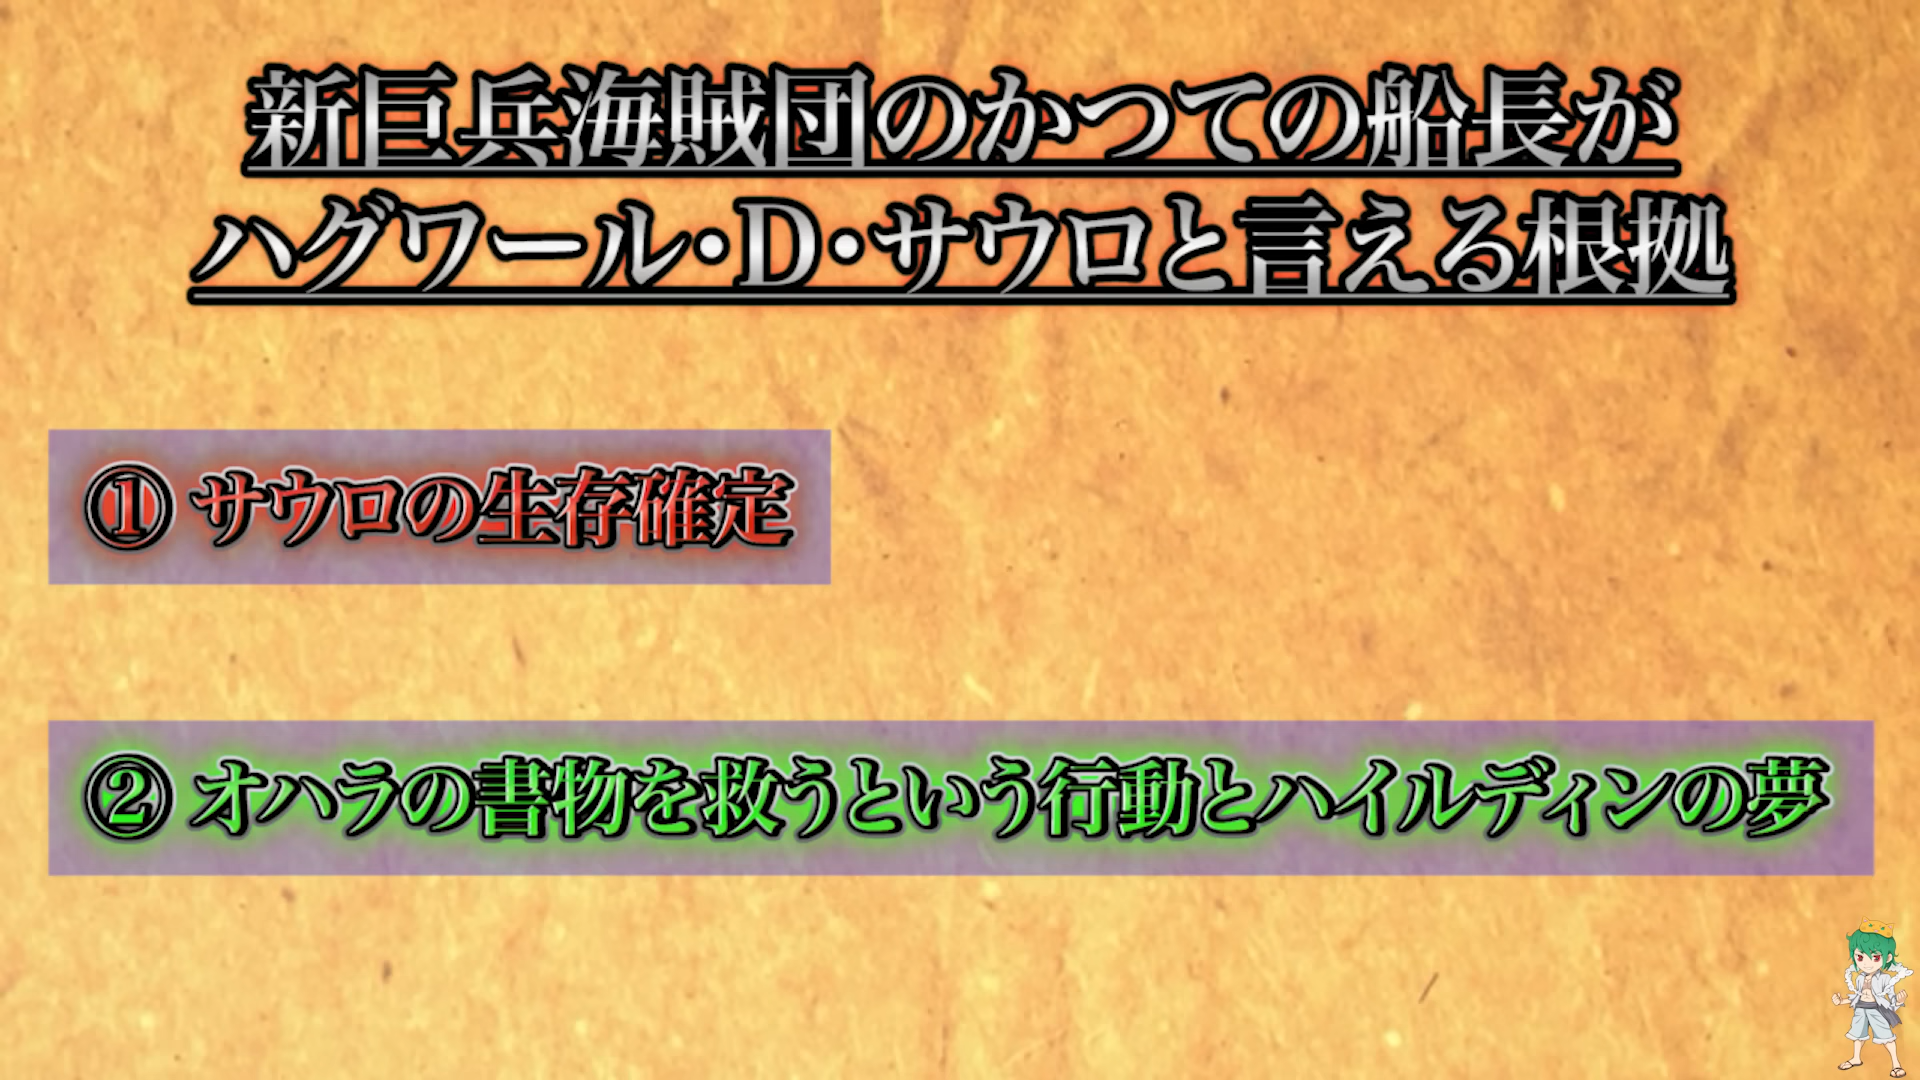 新巨兵海賊団のかつての船長が
ハグワール・D・サウロと言える根拠
① サウロの生存確定
② オハラの書物を救うという行動とハイルディンの夢